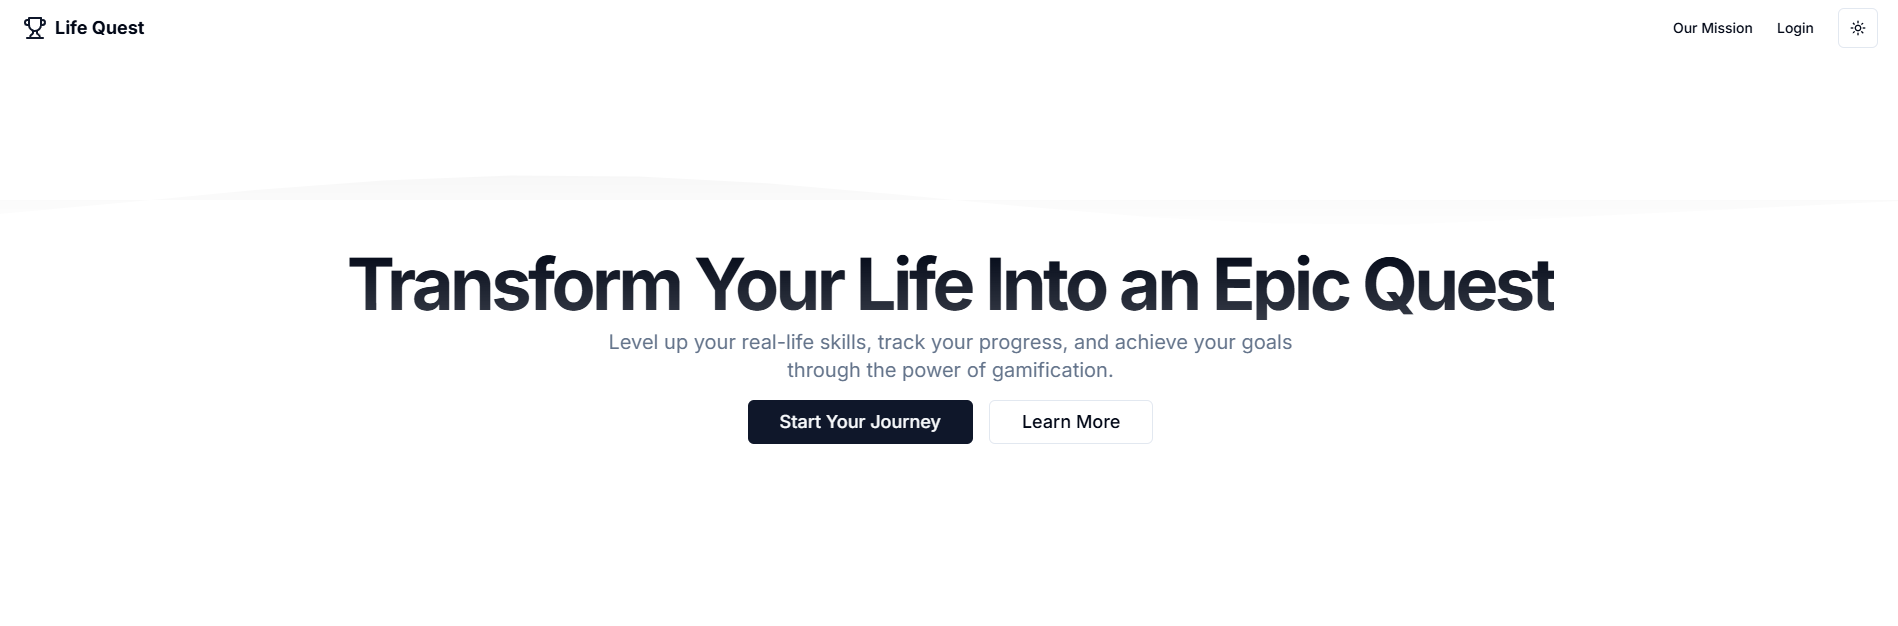 Life Quest
Our Mission
Login
Transform Your Life Into an Epic Quest
Level up your real-life skills, track your progress, and achieve your goals
through the power of gamification.
Start Your Journey
Learn More